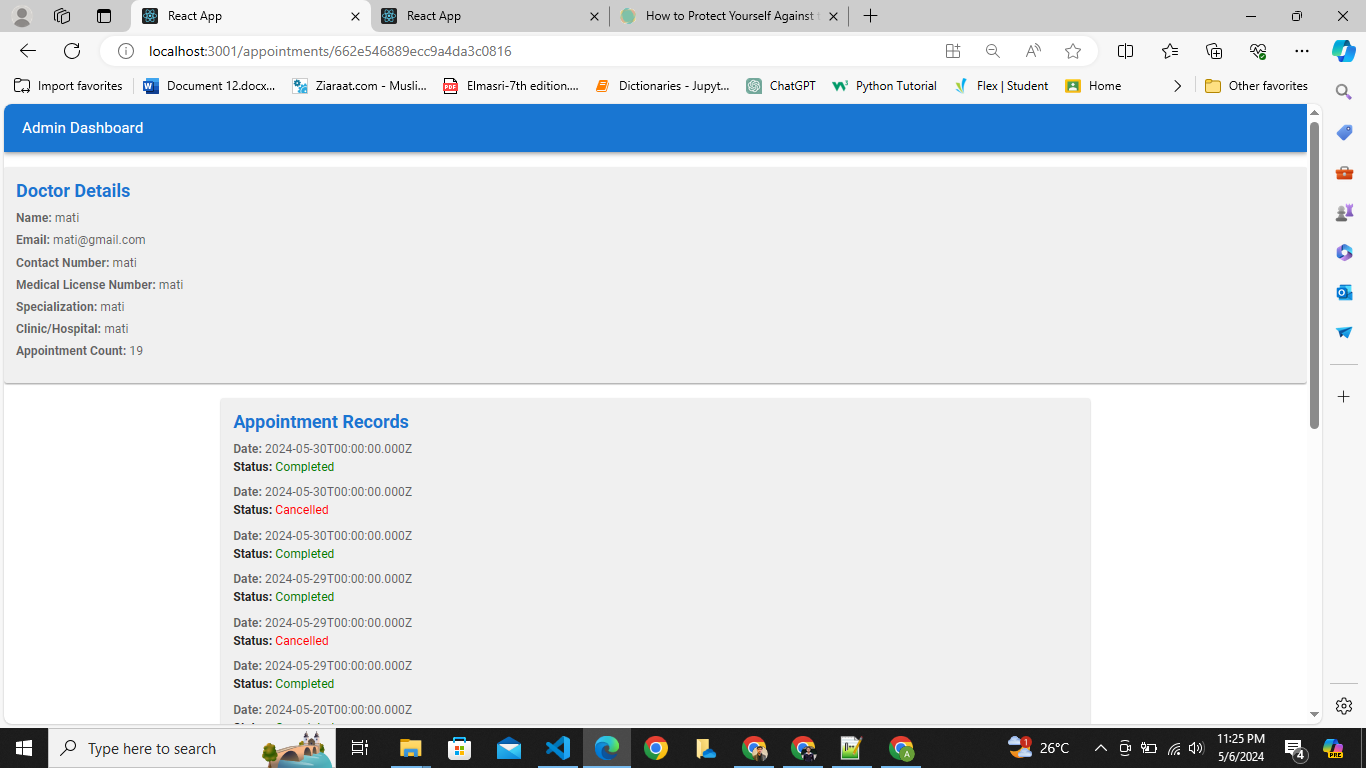 React App
React App
How to Protect Yourself Against
localhost:3001/appointments/662e546889ecc9a4da3c0816
Import favorites
Document 12.docx...
Ziaraat.com - Musli...
Elmasri-7th edition....
Dictionaries - Jupyt...
ChatGPT
Python Tutorial
Flex | Student
Home
Other favorites
Admin Dashboard
Doctor Details
Name: mati
Email: mati@gmail.com
Contact Number: mati
Medical License Number: mati
Specialization: mati
Clinic/Hospital: mati
Appointment Count: 19
Appointment Records
Date: 2024-05-30T00:00:00.000Z
Status: Completed
Date: 2024-05-30T00:00:00.000Z
Status: Cancelled
Date: 2024-05-30T00:00:00.000Z
Status: Completed
Date: 2024-05-29T00:00:00.000Z
Status: Completed
Date: 2024-05-29T00:00:00.000Z
Status: Cancelled
Date: 2024-05-29T00:00:00.000Z
Status: Completed
Date: 2024-05-20T00:00:00.000Z
Type here to search
26°C
11:25 PM
5/6/2024
4